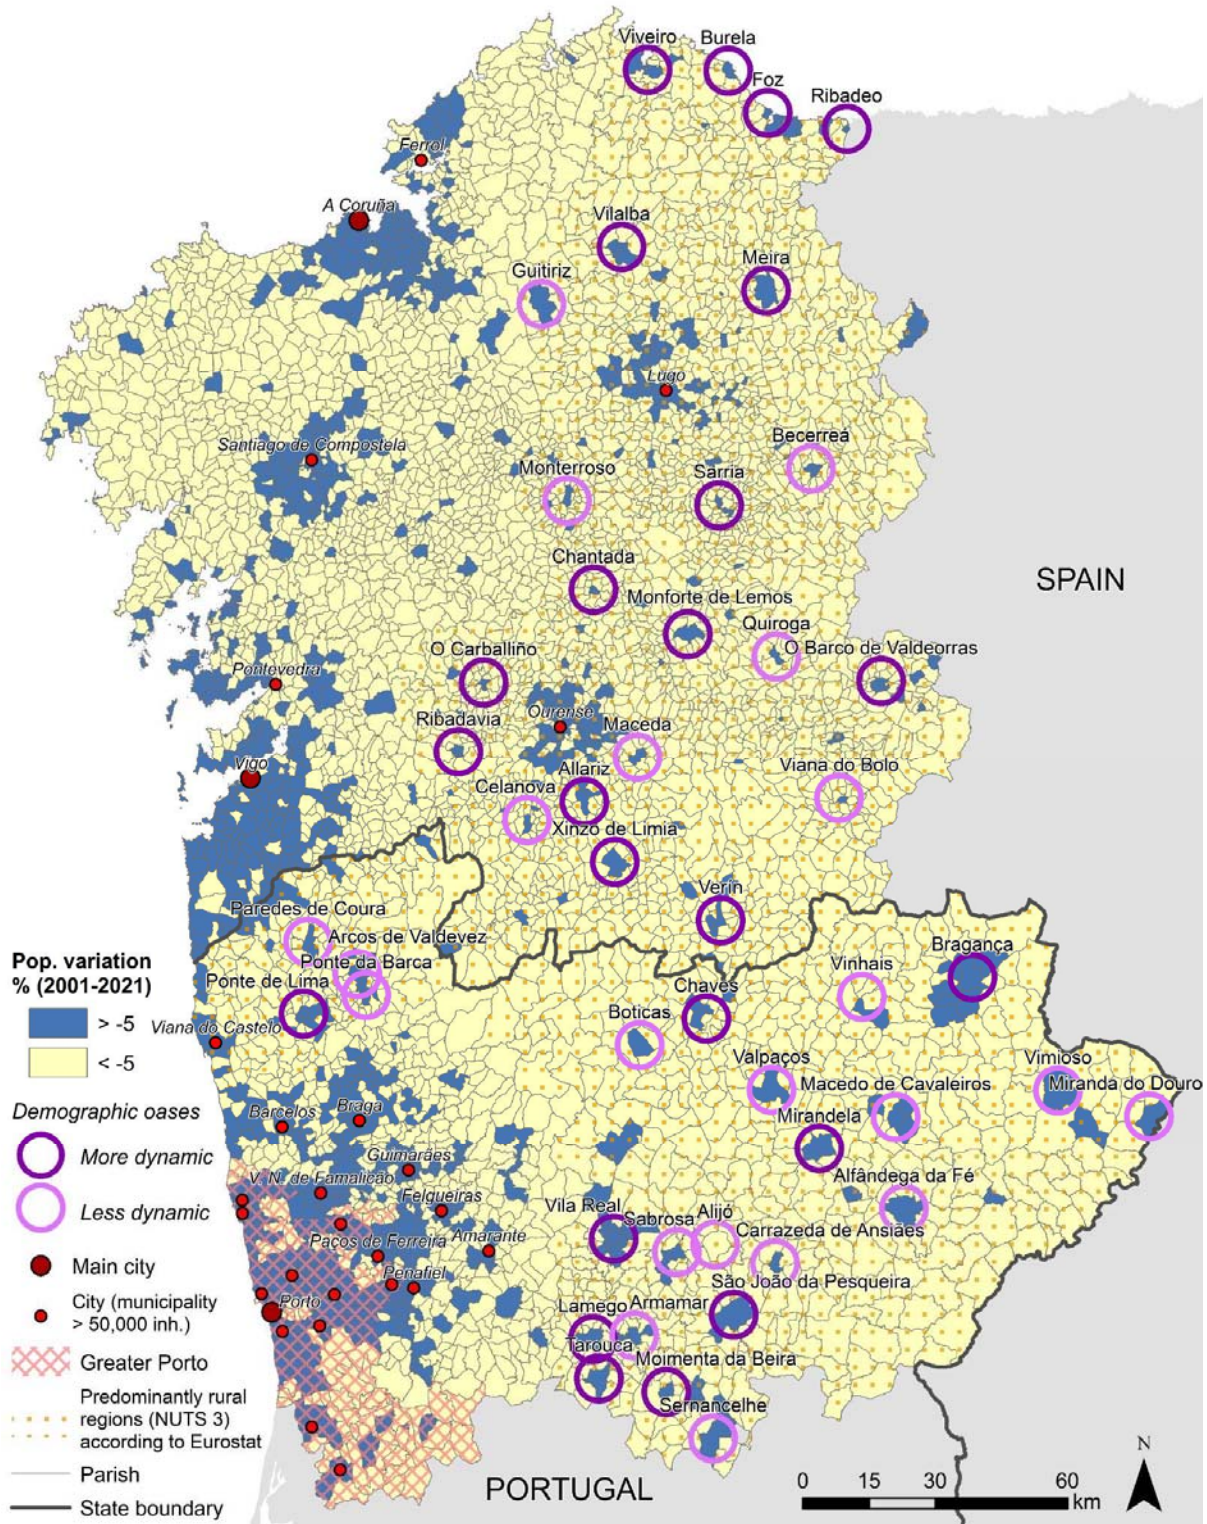 Viveiro
Burela
Foz
Ribadeo
Ferrol
A Coruña
Vilalba
Meira
Guitiriz
Lugo
Santiago de Compostela
Becerreá
Monterroso
Sarria
Chantada
SPAIN
Monforte de Lemos
Quiroga
O Barco de Valdeorras
O Carballiño
Pontevedra
Ribadavia
Ourense
Maceda
Vigo
Allariz
Viana do Bolo
Celanova
Xinzo de Limia
Verín
Paredes de Coura
Arcos de Valdevez
Ponte da Barca
Ponte de Lima
Bragança
Vinhais
Chaves
Boticas
Viana do Castelo
Valpaços
Vimioso
Macedo de Cavaleiros
Miranda do Douro
Barcelos
Braga
Mirandela
Guimarães
V. N. de Famalicão
Alfândega da Fé
Felgueiras
Vila Real
Sabrosa
Alijó
Carrazeda de Ansiães
Paços de Ferreira
Amarante
Penafiel
São João da Pesqueira
Porto
Lamego
Armamar
Tarouca
Moimenta da Beira
Sernancelhe
PORTUGAL
Pop. variation
% (2001-2021)
> -5
< -5
Demographic oases
More dynamic
Less dynamic
Main city
City (municipality
> 50,000 inh.)
Greater Porto
Predominantly rural
regions (NUTS 3)
according to Eurostat
Parish
State boundary
0 15 30 60
km
N